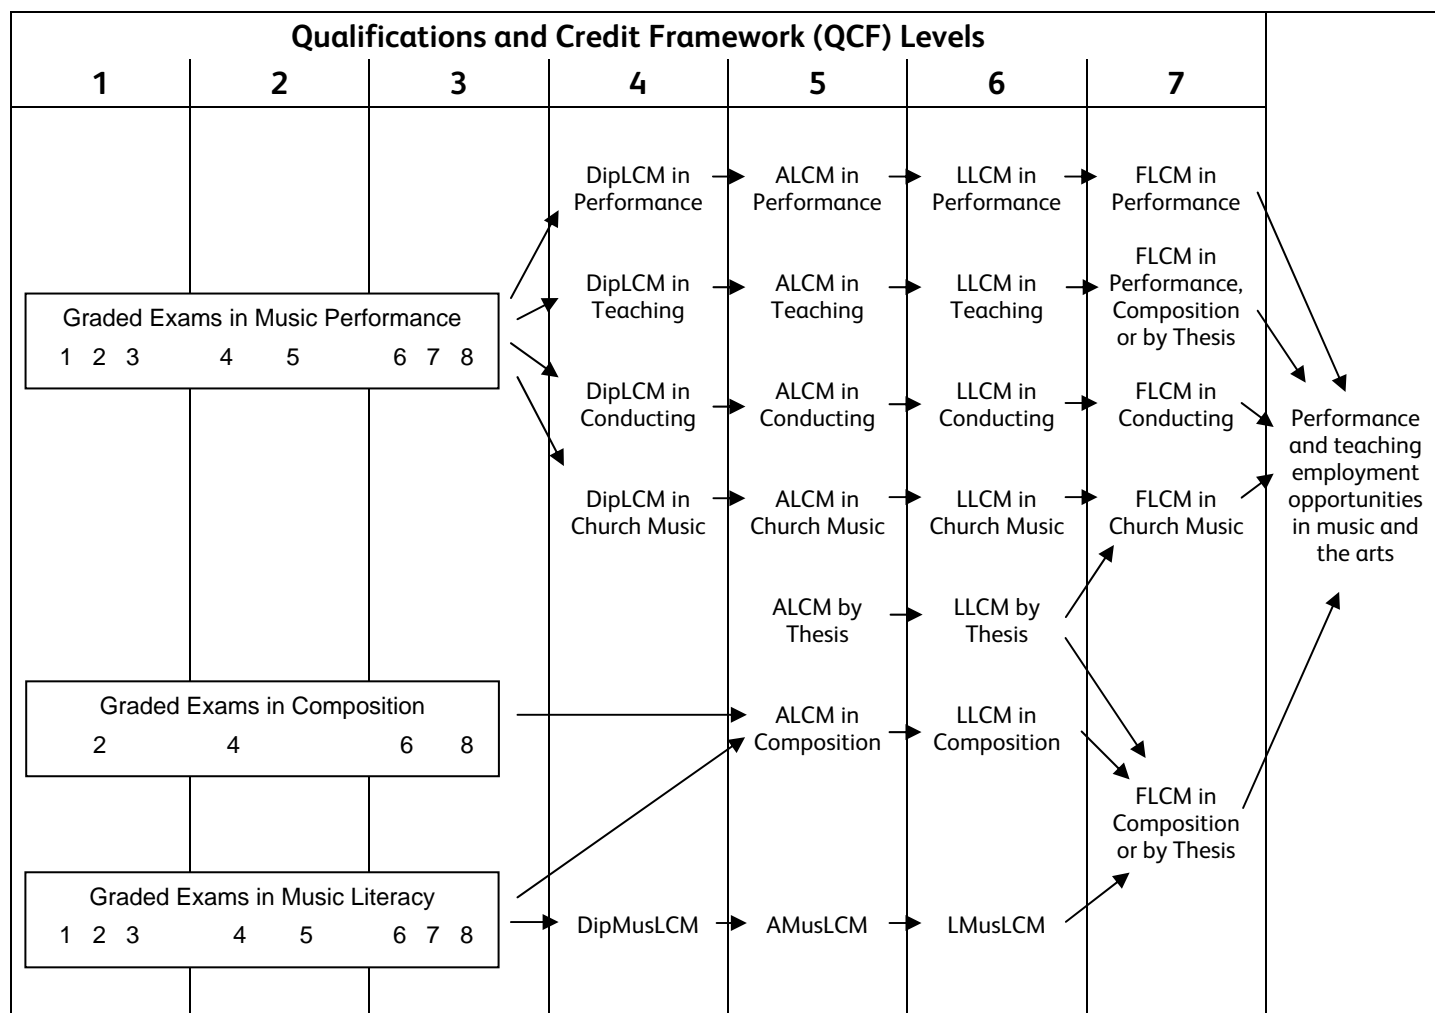 Qualifications and Credit Framework (QCF) Levels
1 2 3 4 5 6 7
DipLCM in ALCM in LLCM in FLCM in
Performance Performance Performance Performance
FLCM in
DipLCM in ALCM in LLCM in Performance,
Teaching Teaching Teaching Composition
or by Thesis
Graded Exams in Music Performance
1 2 3 4 5 6 7 8
DipLCM in ALCM in LLCM in FLCM in
Conducting Conducting Conducting Conducting
Performance
and teaching
employment
opportunities
in music and
the arts
DipLCM in ALCM in LLCM in FLCM in
Church Music Church Music Church Music Church Music
ALCM by LLCM by
Thesis Thesis
Graded Exams in Composition
2 4 6 8
ALCM in LLCM in
Composition Composition
FLCM in
Composition
or by Thesis
Graded Exams in Music Literacy
1 2 3 4 5 6 7 8
DipMusLCM AMusLCM LMusLCM